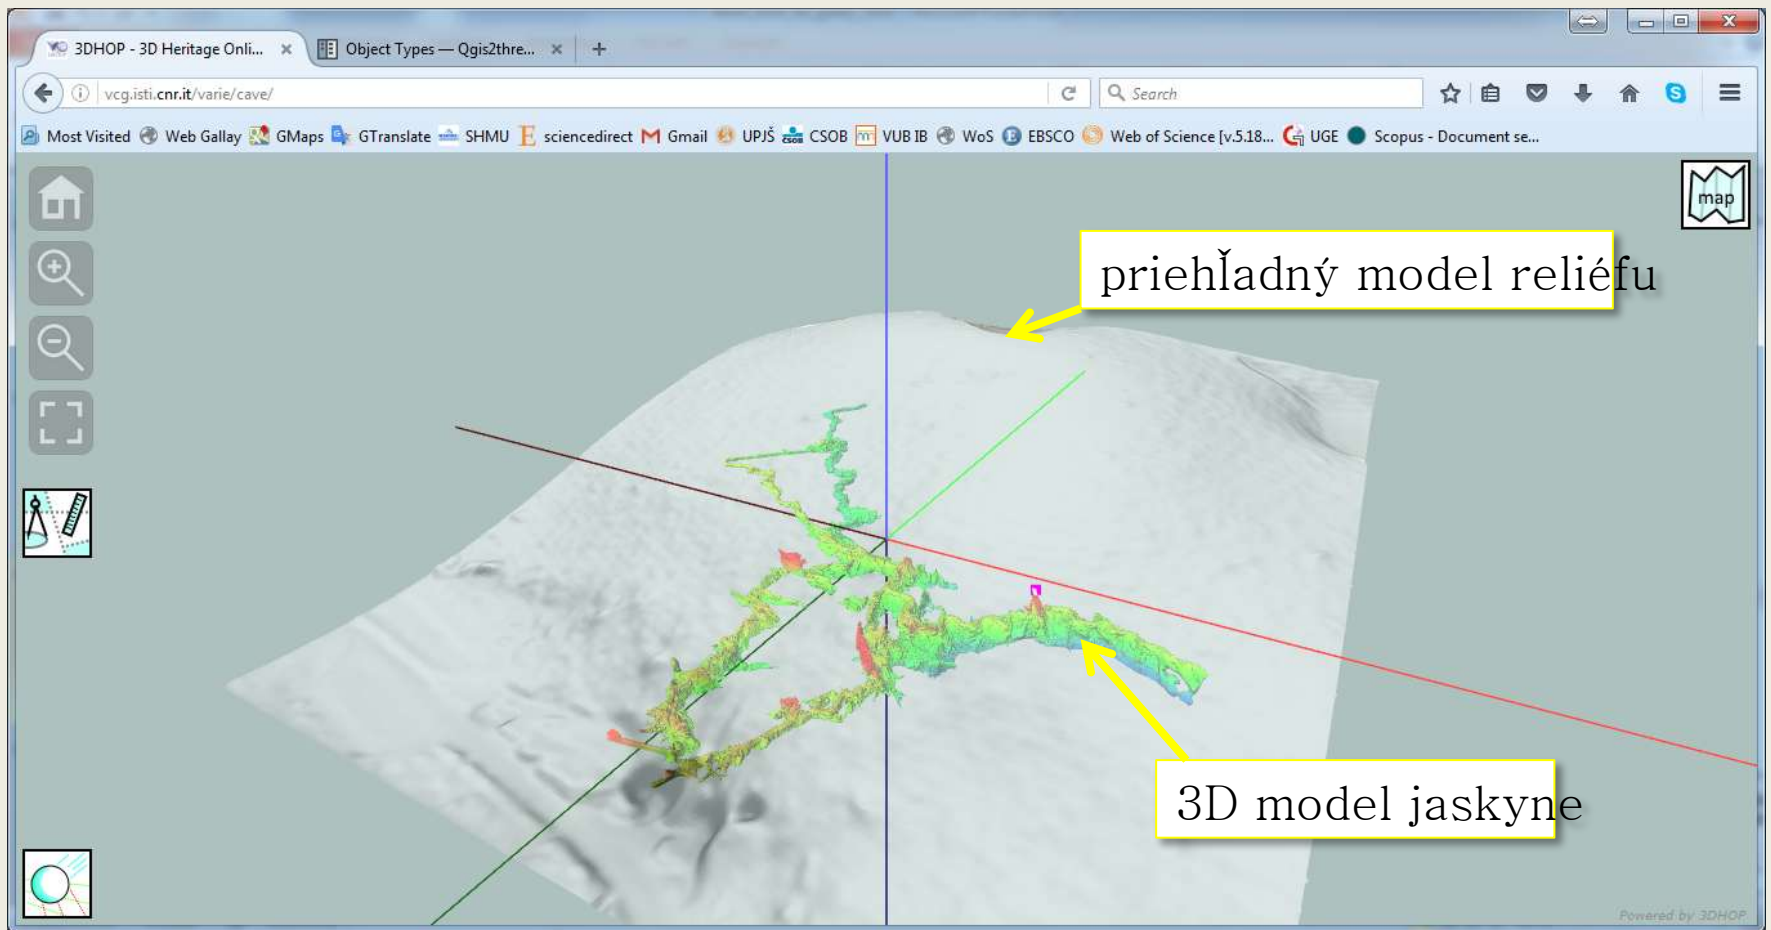 3DHOP - 3D Heritage Onli...
Object Types — Qgis2thre...
vcg.isti.cnr.it/varie/cave/
Search
Most Visited Web Gallay GMaps GTranslate SHMU sciencedirect Gmail UPJŠ CSOB VUB IB WoS EBSCO Web of Science [v.5.18... UGE Scopus - Document se...
map
priehľadný model reliéfu
3D model jaskyne
Powered by 3DHOP